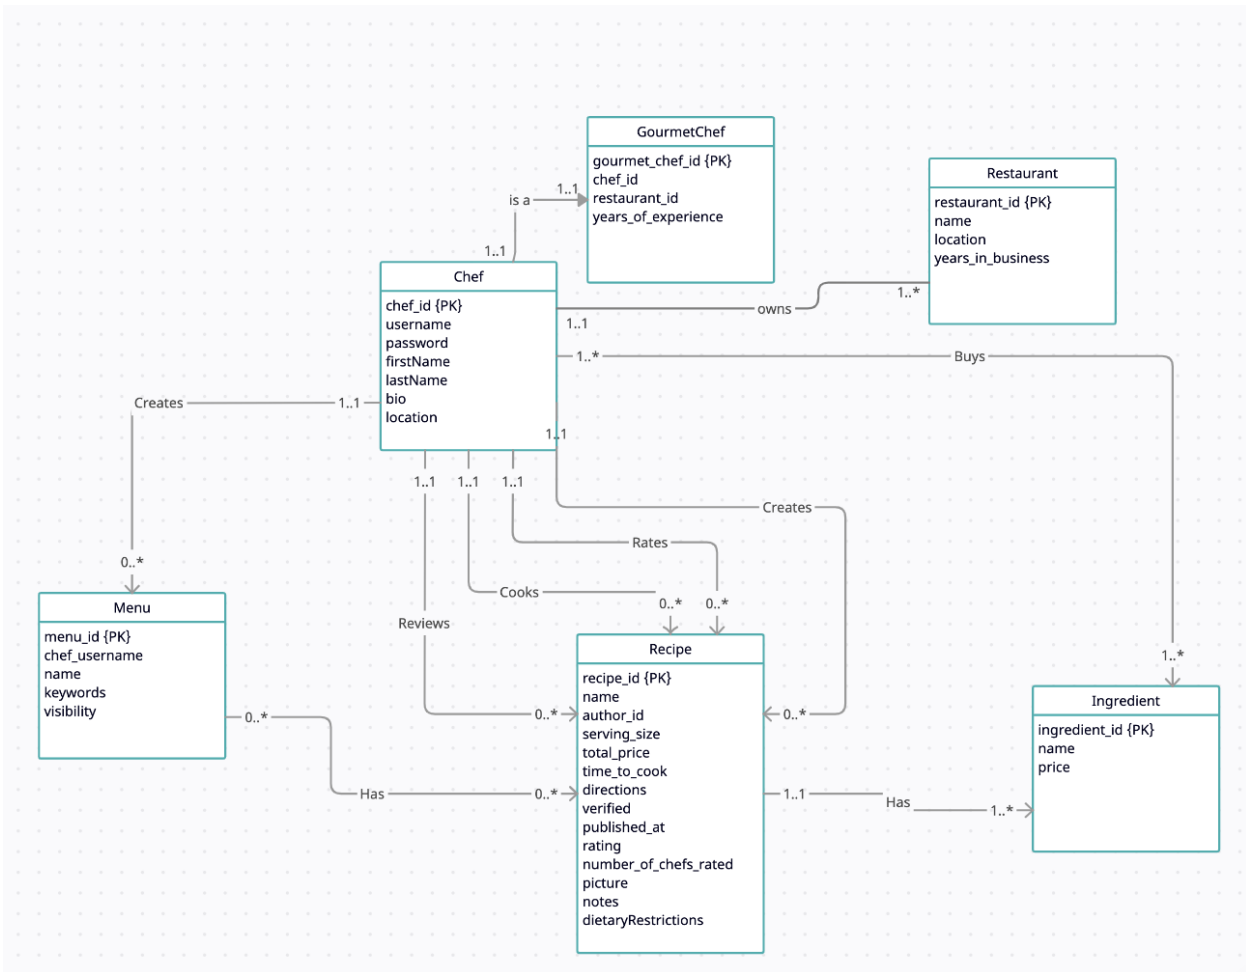 GourmetChef
gourmet_chef_id {PK}
chef_id
restaurant_id
years_of_experience
Restaurant
restaurant_id {PK}
name
location
years_in_business
1..1
is a
1..1
Chef
chef_id {PK}
username
password
firstName
lastName
bio
location
1..*
owns
1..1
1..*
Buys
Creates
1..1
1..1
1..1
1..1
1..1
Creates
Rates
0..*
Cooks
0..*
0..*
Reviews
Menu
menu_id {PK}
chef_username
name
keywords
visibility
Recipe
recipe_id {PK}
name
author_id
serving_size
total_price
time_to_cook
directions
verified
published_at
rating
number_of_chefs_rated
picture
notes
dietaryRestrictions
1..*
Ingredient
ingredient_id {PK}
name
price
0..*
0..*
0..*
Has
0..*
1..1
Has
1..*